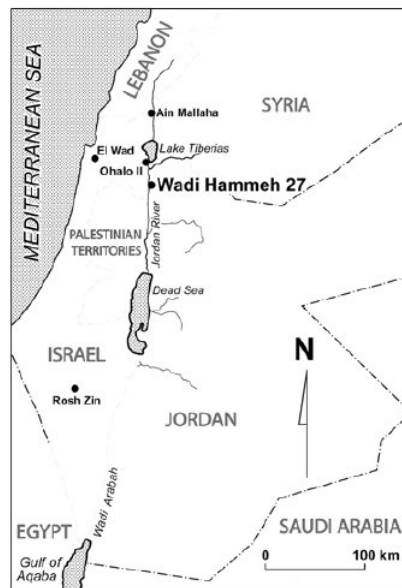 MEDITERRANEAN SEA
LEBANON
SYRIA
Ain Mallaha
El Wad
Lake Tiberias
Ohalo II
Wadi Hammeh 27
PALESTINIAN
TERRITORIES
Jordan River
Dead Sea
ISRAEL
N
Rosh Zin
JORDAN
Wadi Arabah
EGYPT
SAUDI ARABIA
Gulf of
Aqaba
0 100 km